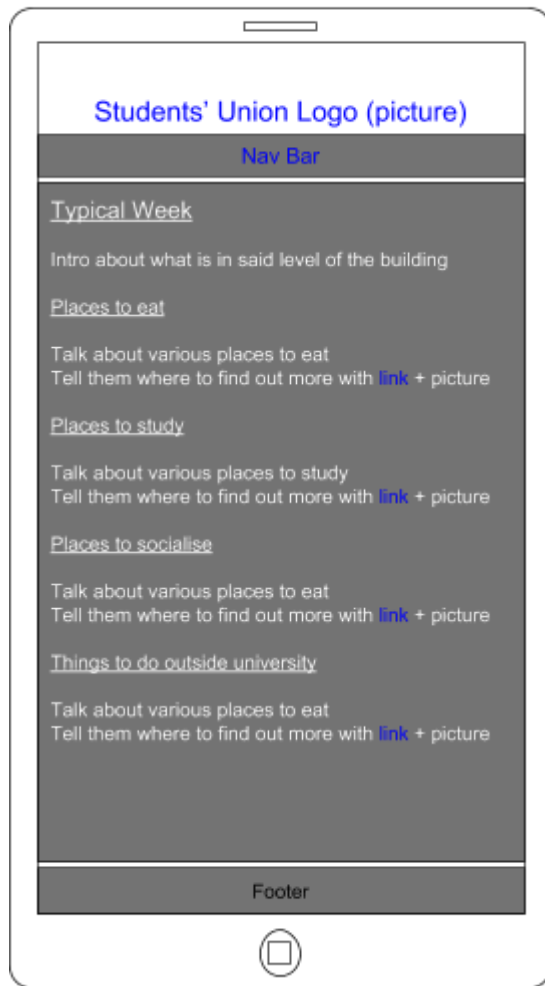 Students' Union Logo (picture)
Nav Bar
Typical Week
Intro about what is in said level of the building
Places to eat
Talk about various places to eat
Tell them where to find out more with link + picture
Places to study
Talk about various places to study
Tell them where to find out more with link + picture
Places to socialise
Talk about various places to eat
Tell them where to find out more with link + picture
Things to do outside university
Talk about various places to eat
Tell them where to find out more with link + picture
Footer